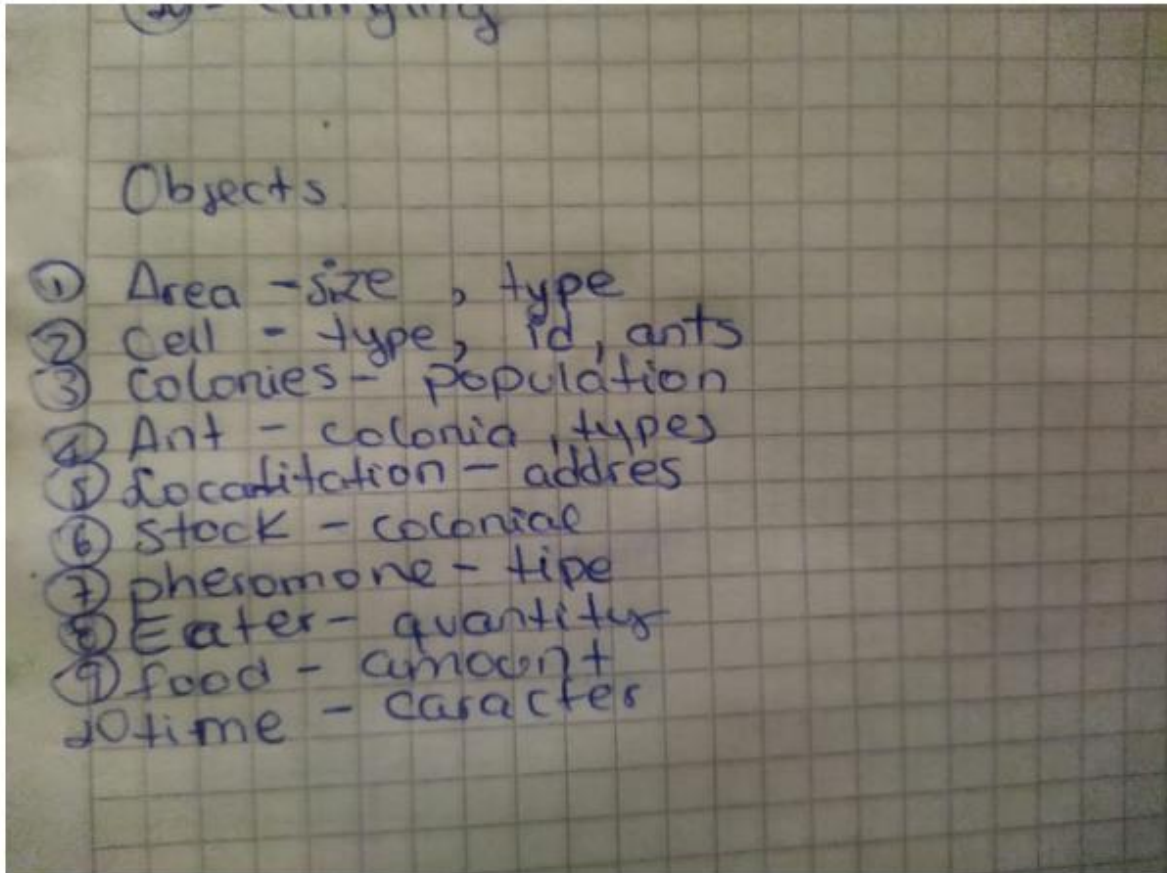 Objects
① Area - size , type
② Cell - type, id, ants
③ Colonies - population
④ Ant - colonia, types
⑤ Localitation - addres
⑥ Stock - colonial
⑦ pheromone - tipe
⑧ Eater - quantity
⑨ food - amount
10 time - caracter